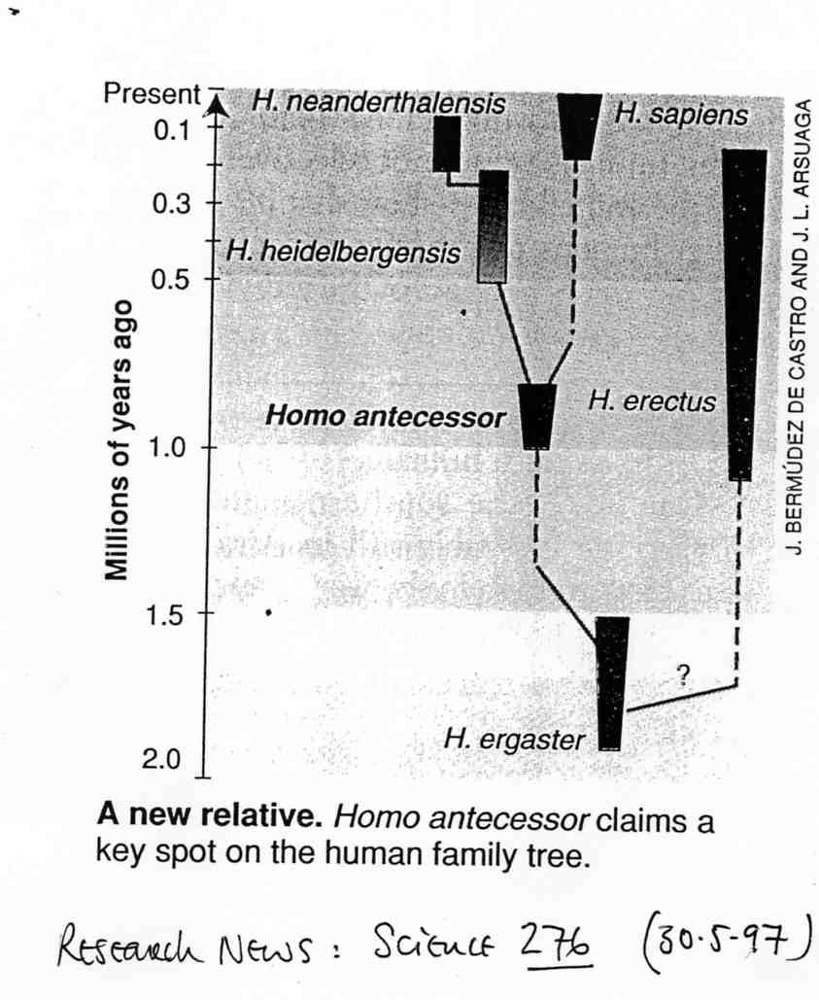 Present
H. neanderthalensis
H. sapiens
0.1
0.3
H. heidelbergensis
0.5
Homo antecessor
H. erectus
1.0
1.5
?
H. ergaster
2.0
Millions of years ago
J. BERMÚDEZ DE CASTRO AND J. L. ARSUAGA
A new relative. Homo antecessor claims a
key spot on the human family tree.
Research News : Science 276 (30.5-97)